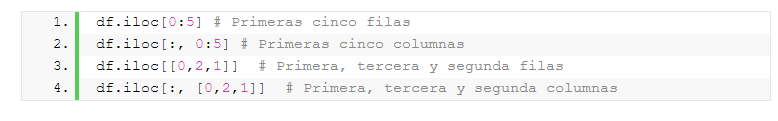 1. df.iloc[0:5] # Primeras cinco filas
2. df.iloc[:, 0:5] # Primeras cinco columnas
3. df.iloc[[0,2,1]]  # Primera, tercera y segunda filas
4. df.iloc[:, [0,2,1]]  # Primera, tercera y segunda columnas